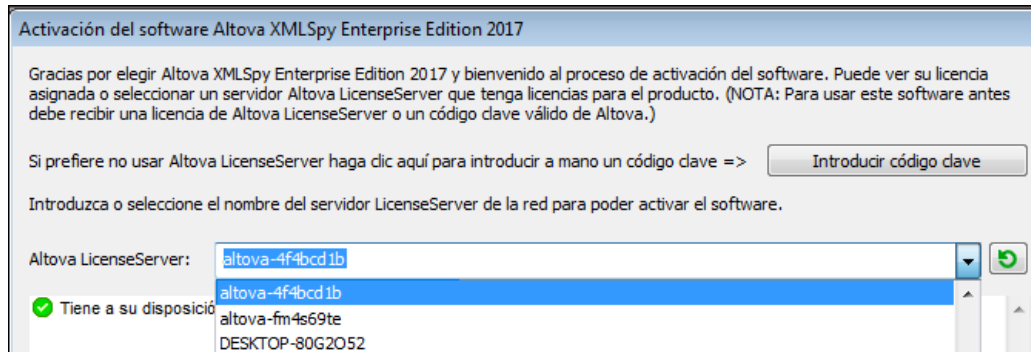 Activación del software Altova XMLSpy Enterprise Edition 2017
Gracias por elegir Altova XMLSpy Enterprise Edition 2017 y bienvenido al proceso de activación del software. Puede ver su licencia
asignada o seleccionar un servidor Altova LicenseServer que tenga licencias para el producto. (NOTA: Para usar este software antes
debe recibir una licencia de Altova LicenseServer o un código clave válido de Altova.)
Si prefiere no usar Altova LicenseServer haga clic aquí para introducir a mano un código clave =>
Introducir código clave
Introduzca o seleccione el nombre del servidor LicenseServer de la red para poder activar el software.
Altova LicenseServer:
altova-4f4bcd1b
altova-4f4bcd1b
Tiene a su disposició
altova-fm4s69te
DESKTOP-80G2O52